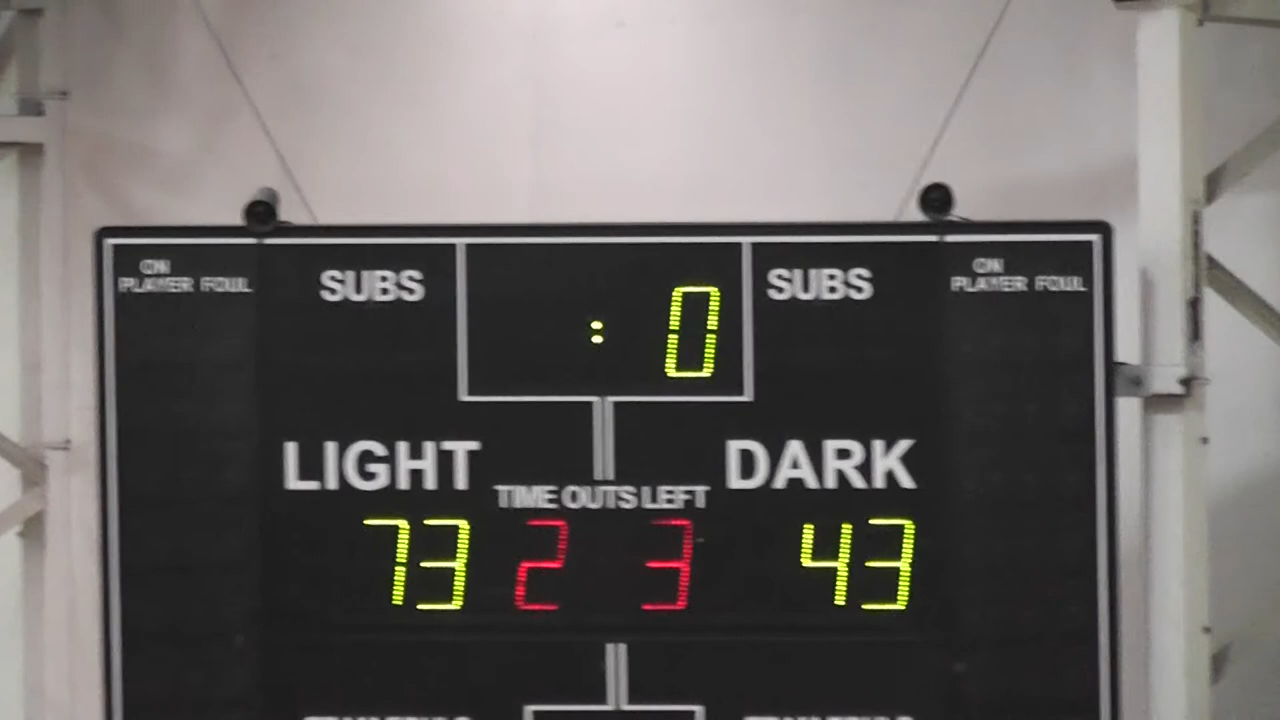 ON
PLAYER FOUL
SUBS
: 0
SUBS
ON
PLAYER FOUL
LIGHT
DARK
TIME OUTS LEFT
73 2 3 43